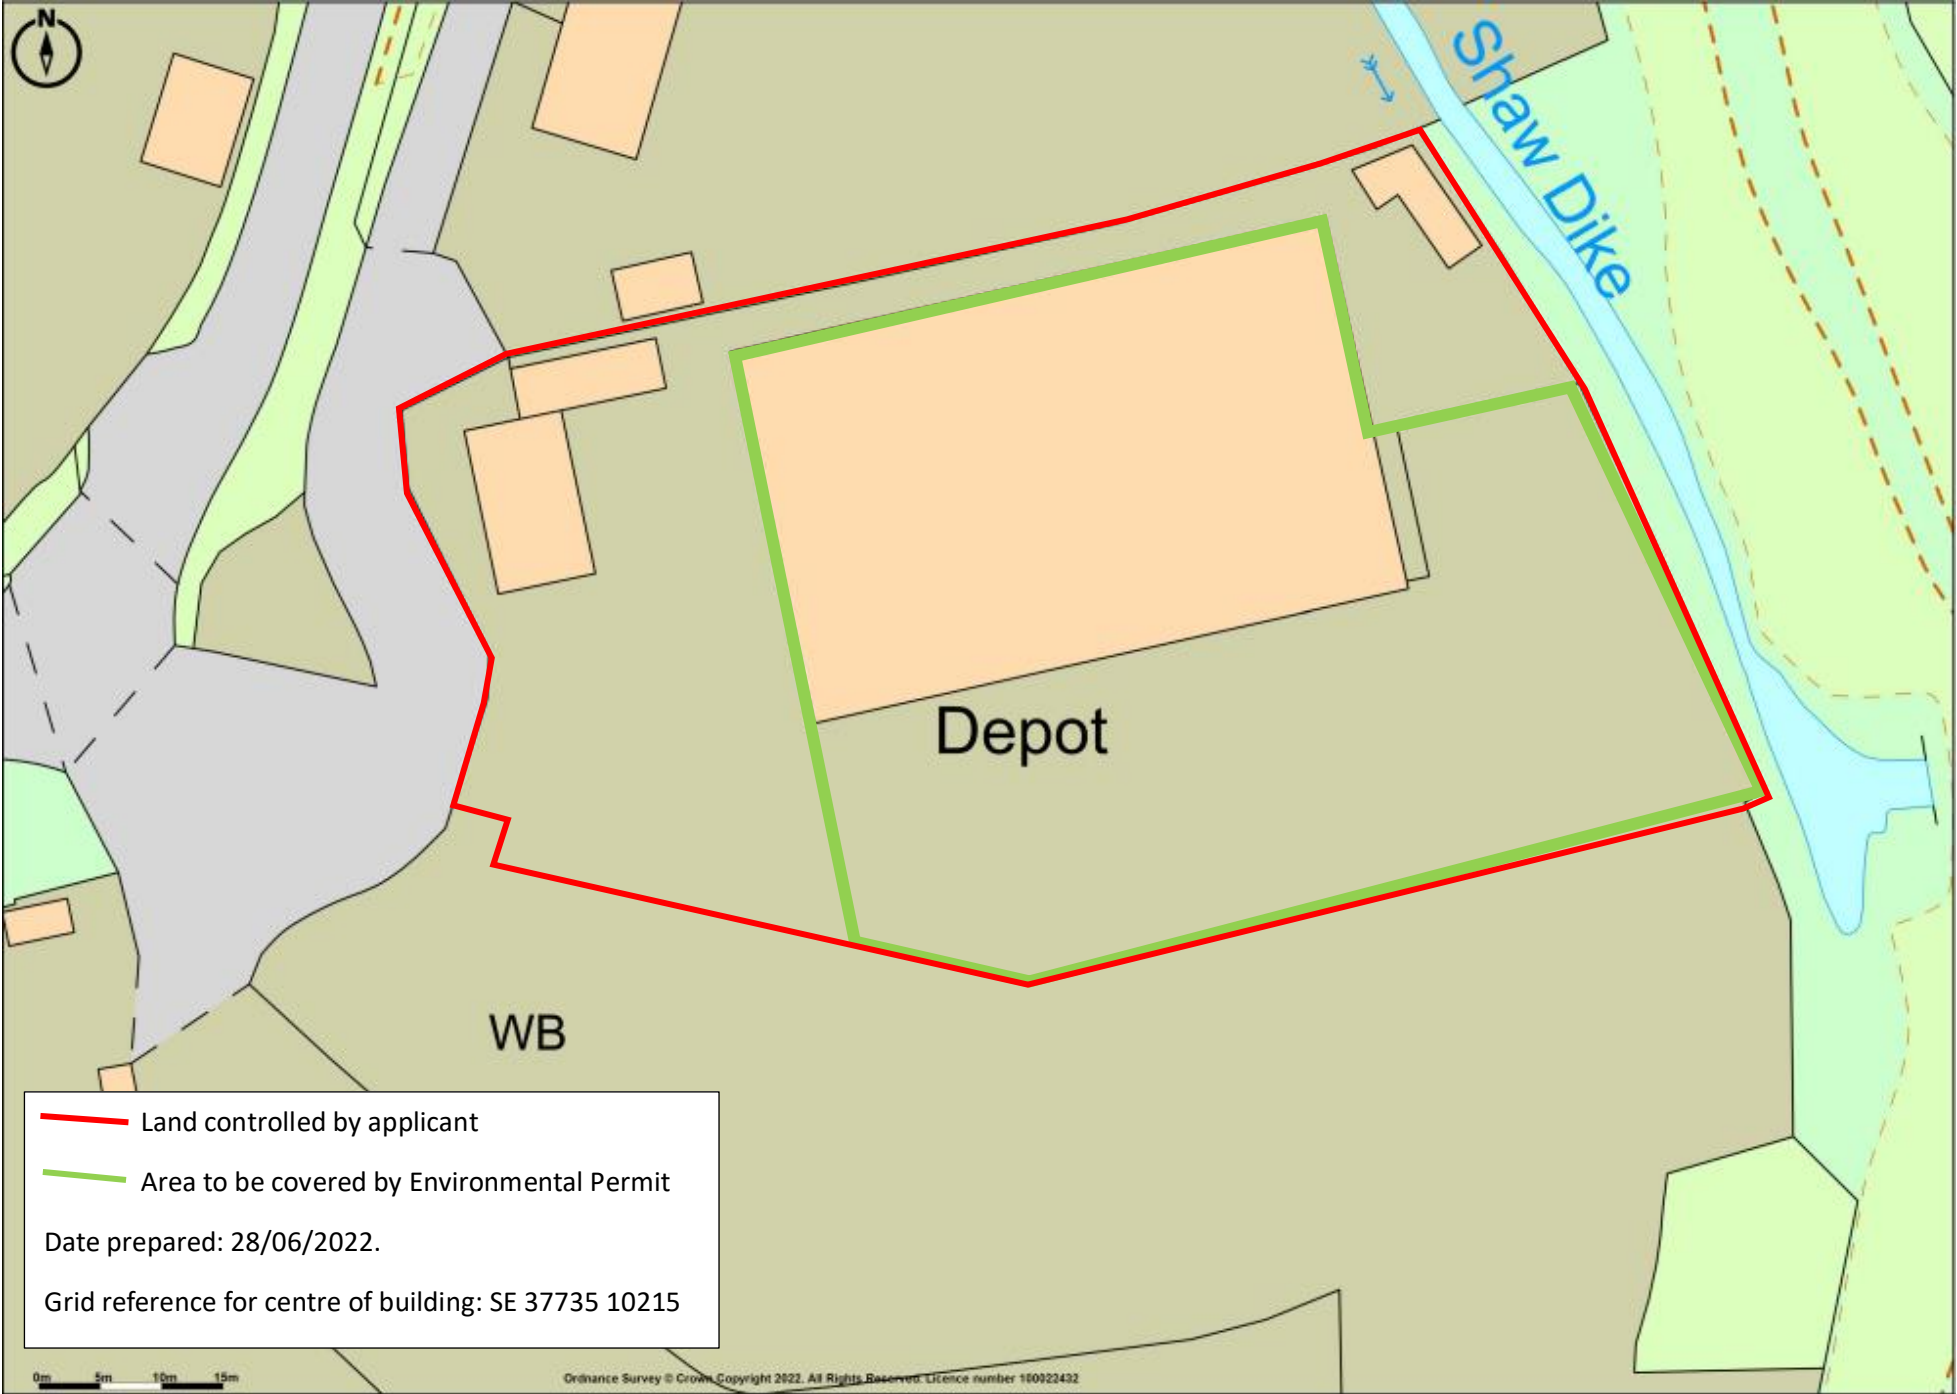 N
Shaw Dike
Depot
WB
Land controlled by applicant
Area to be covered by Environmental Permit
Date prepared: 28/06/2022.
Grid reference for centre of building: SE 37735 10215
0m 5m 10m 15m
Ordnance Survey © Crown Copyright 2022. All Rights Reserved. Licence number 100022432